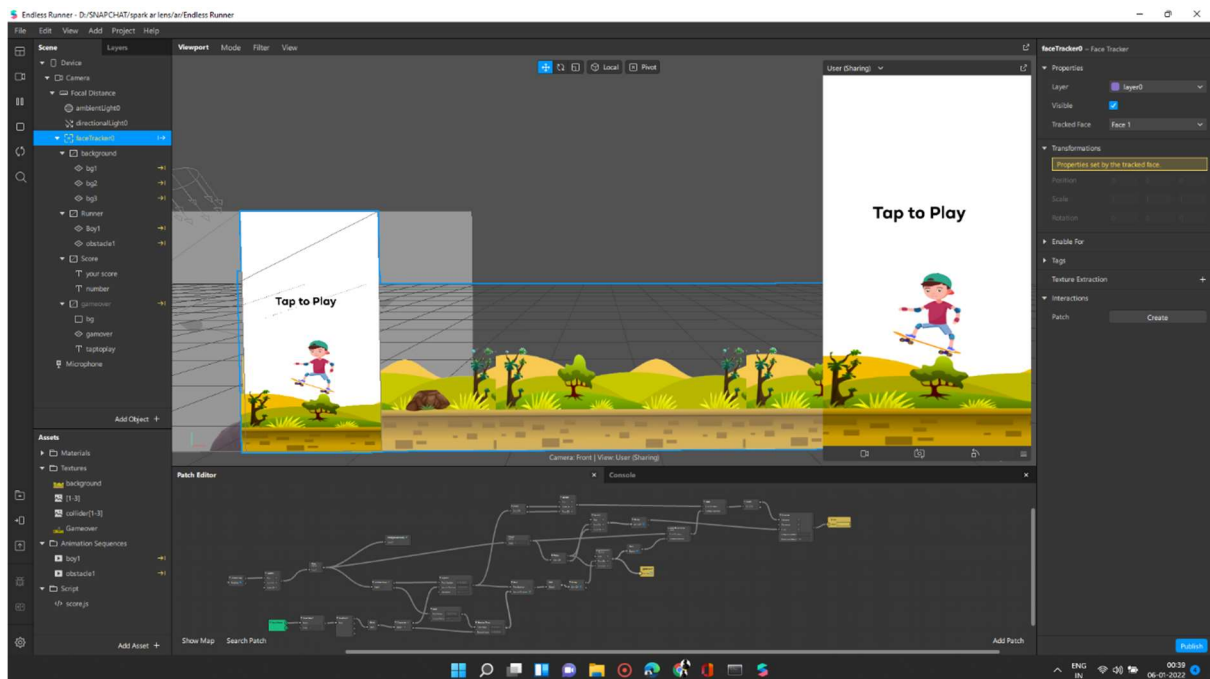 Endless Runner - D:/SNAPCHAT/spark ar lens/ar/Endless Runner
File Edit View Add Project Help
Scene Layers
Device
Camera
Focal Distance
ambientLight0
directionalLight0
faceTracker0
background
bg1
bg2
bg3
Runner
Boy1
obstacle1
Score
your score
number
gameover
bg
gamover
taptoplay
Microphone
Add Object +
Assets
Materials
Textures
background
[1-3]
collider[1-3]
Gameover
Animation Sequences
boy1
obstacle1
Script
score.js
Add Asset +
Viewport Mode Filter View
Local Pivot
Tap to Play
Camera: Front | View: User (Sharing)
User (Sharing)
Tap to Play
Patch Editor Console
Show Map Search Patch Add Patch
faceTracker0 – Face Tracker
Properties
Layer layer0
Visible
Tracked Face Face 1
Transformations
Properties set by the tracked face.
Position
Scale
Rotation
Enable For
Tags
Texture Extraction +
Interactions
Patch Create
Publish
ENG
IN
00:39
06-01-2022